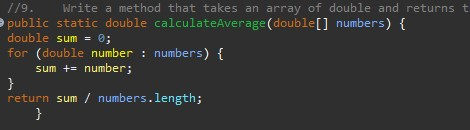 //9. Write a method that takes an array of double and returns t
public static double calculateAverage(double[] numbers) {
double sum = 0;
for (double number : numbers) {
sum += number;
}
return sum / numbers.length;
}